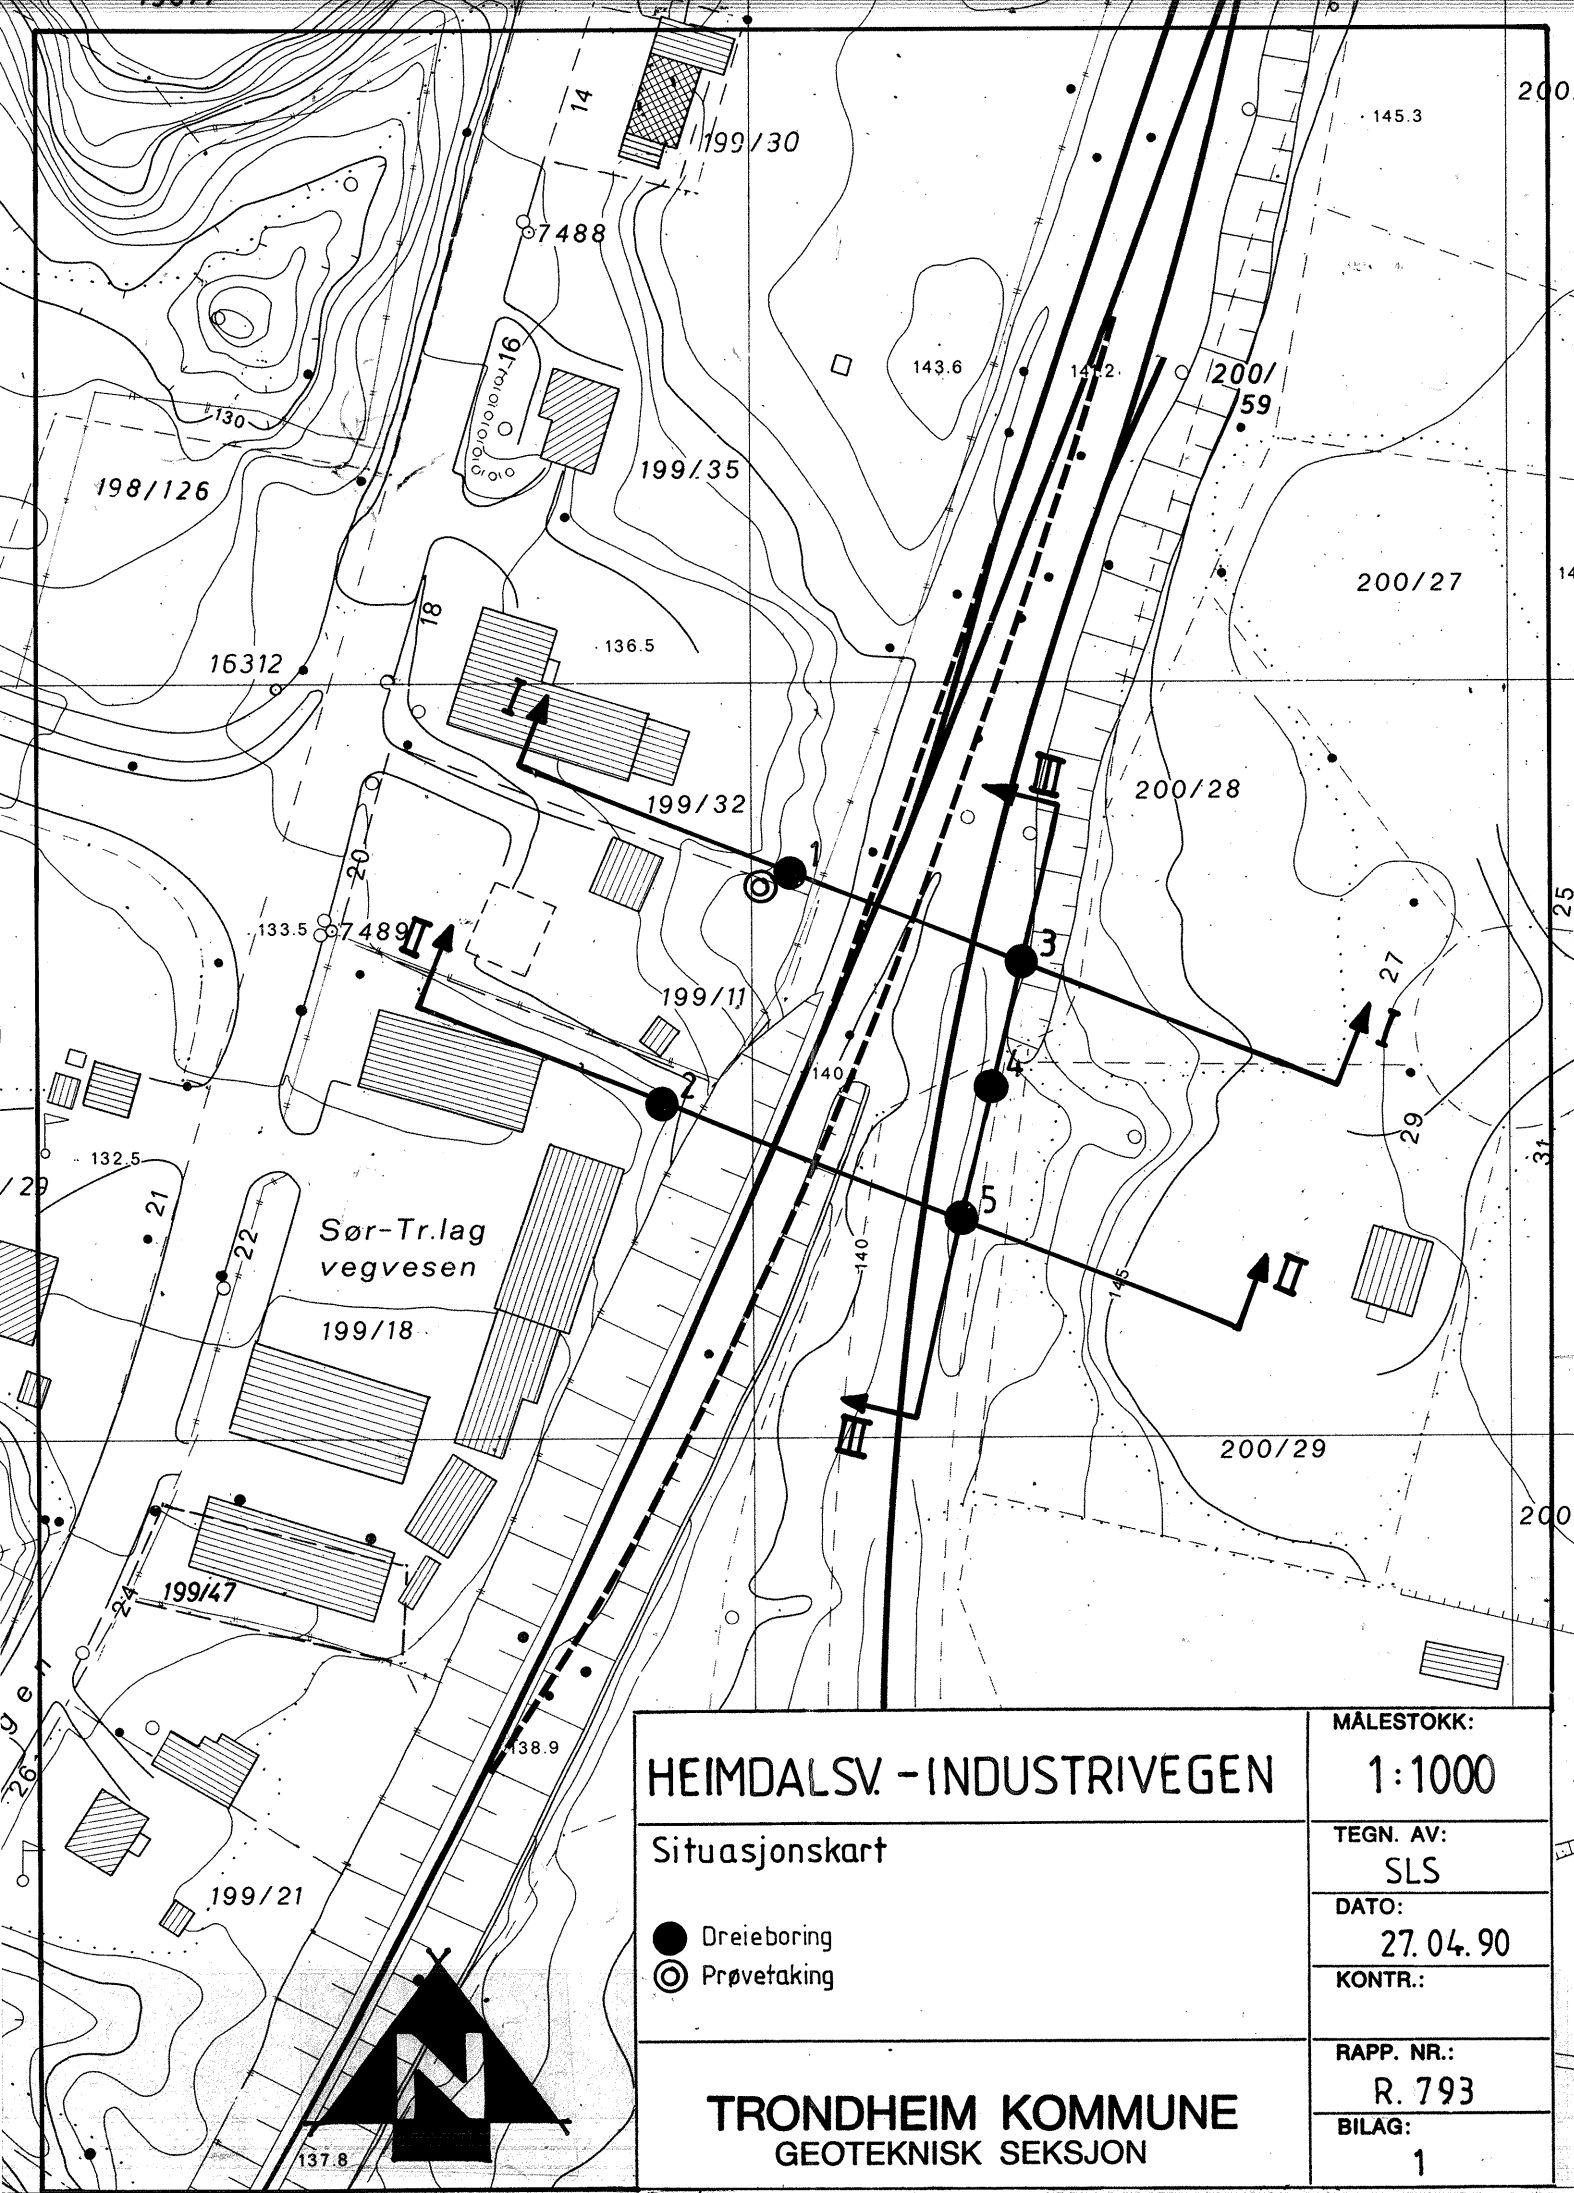 14
199/30
145.3
7488
16
143.6
200/
59
130
199/35
198/126
200/27
18
136.5
16312
I
III
200/28
199/32
1
20
25
133.5
7489
II
3
27
199/11
I
4
140
2
29
132.5
31
21
5
Sør-Tr.lag
vegvesen
22
140
145
II
199/18
III
200/29
200
24
199/47
26
138.9
199/21
137.8
N
HEIMDALSV. - INDUSTRIVEGEN
Situasjonskart
Dreieboring
Prøvetaking
TRONDHEIM KOMMUNE
GEOTEKNISK SEKSJON
MÅLESTOKK:
1:1000
TEGN. AV:
SLS
DATO:
27.04.90
KONTR.:
RAPP. NR.:
R. 793
BILAG:
1